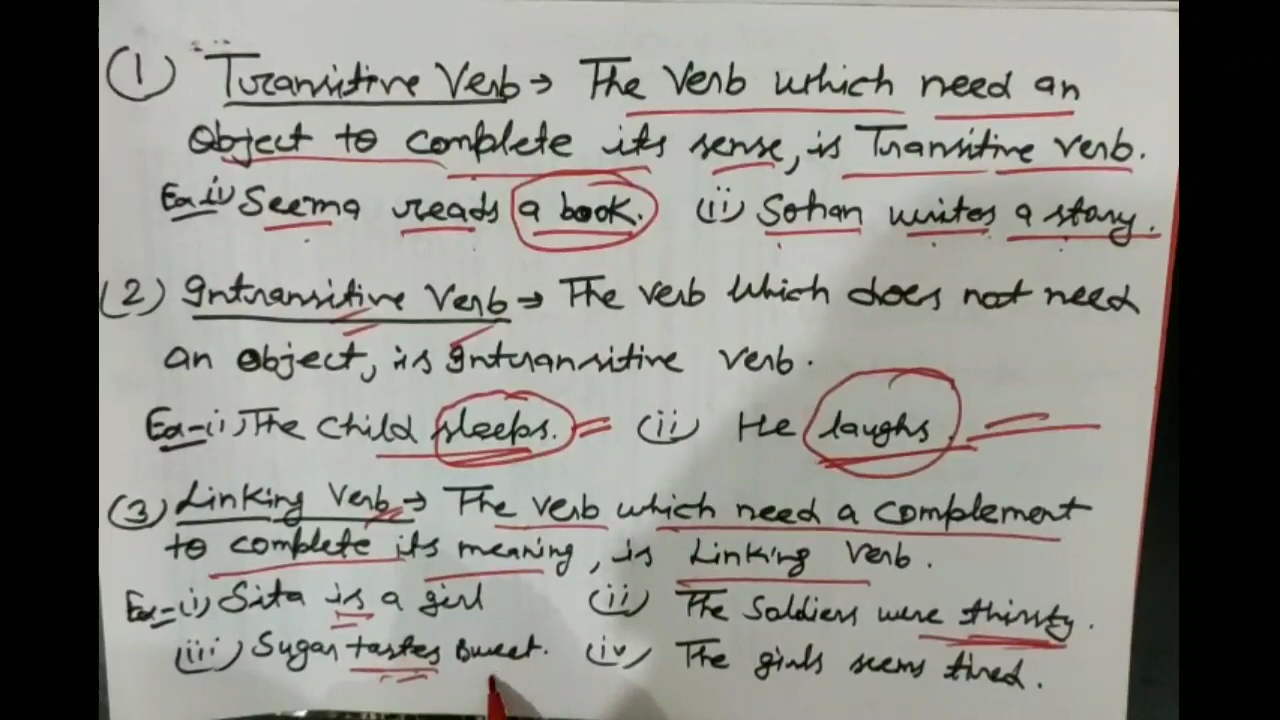 (1) Transitive Verb → The Verb which need an
Object to complete its sense, is Transitive verb.
Ex-(i) Seema reads a book. (ii) Sohan writes a story.
(2) Intransitive Verb → The verb which does not need
an object, is Intransitive verb.
Ex-(i) The child sleeps. (ii) He laughs
(3) Linking Verb → The verb which need a complement
to complete its meaning, is Linking Verb.
Ex-(i) Sita is a girl (ii) The Soldiers were thirsty.
(iii) Sugar tastes sweet. (iv) The girls seems tired.